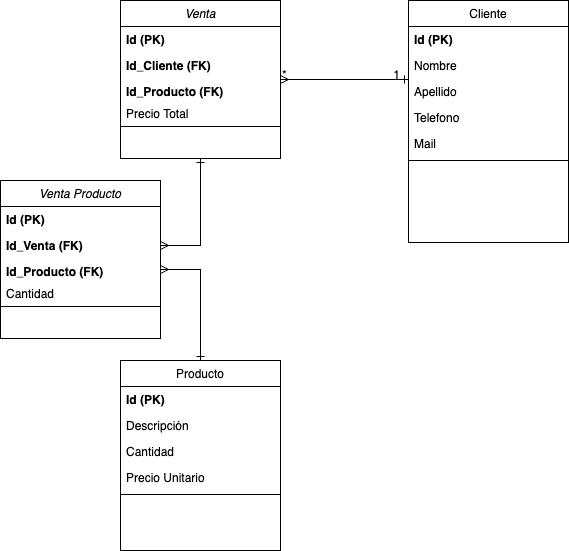 Venta
Id (PK)
Id_Cliente (FK)
Id_Producto (FK)
Precio Total
Cliente
Id (PK)
Nombre
Apellido
Telefono
Mail
*
1
Venta Producto
Id (PK)
Id_Venta (FK)
Id_Producto (FK)
Cantidad
Producto
Id (PK)
Descripción
Cantidad
Precio Unitario